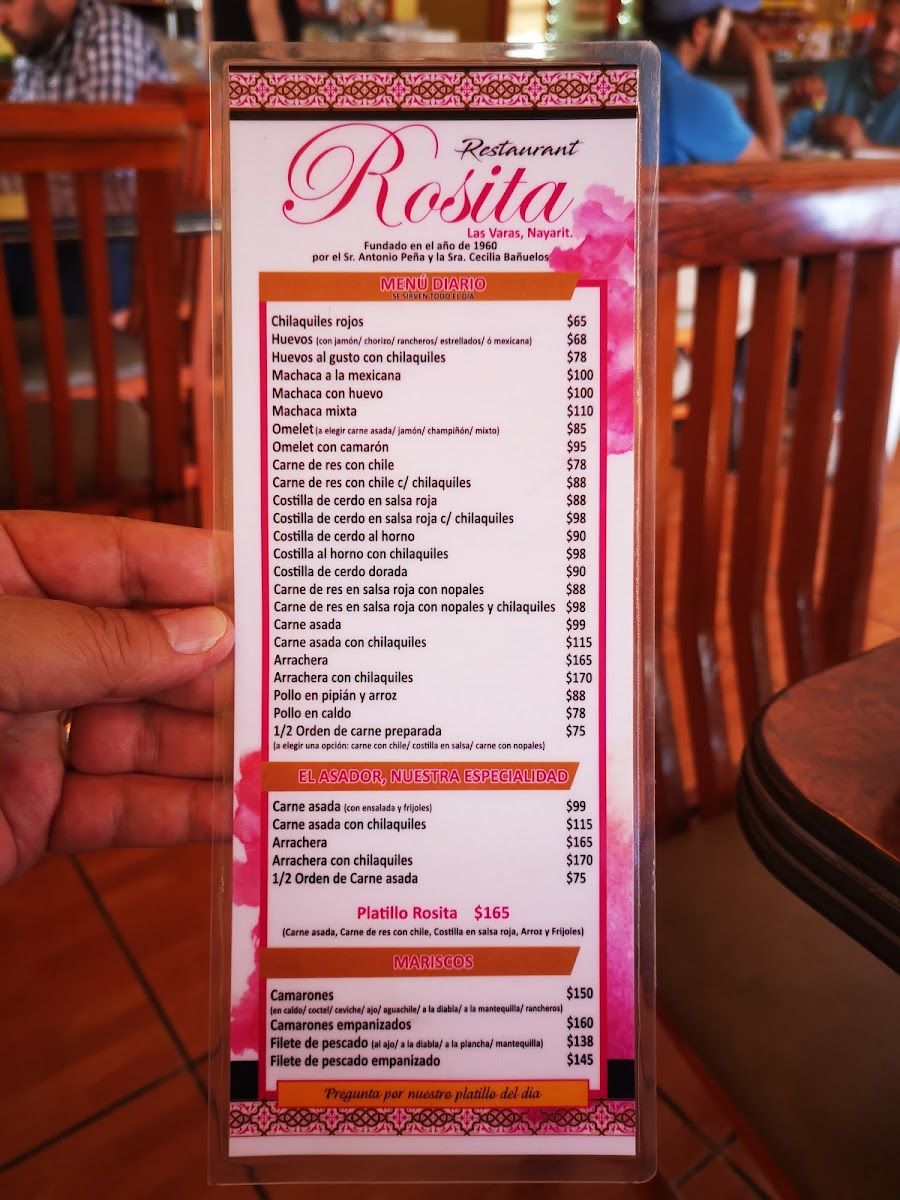 Restaurant
Rosita
Las Varas, Nayarit.
Fundado en el año de 1960
por el Sr. Antonio Peña y la Sra. Cecilia Bañuelos
MENÚ DIARIO
SE SIRVEN TODO EL DÍA
Chilaquiles rojos $65
Huevos (con jamón/ chorizo/ rancheros/ estrellados/ ó mexicana) $68
Huevos al gusto con chilaquiles $78
Machaca a la mexicana $100
Machaca con huevo $100
Machaca mixta $110
Omelet (a elegir carne asada/ jamón/ champiñón/ mixto) $85
Omelet con camarón $95
Carne de res con chile $78
Carne de res con chile c/ chilaquiles $88
Costilla de cerdo en salsa roja $88
Costilla de cerdo en salsa roja c/ chilaquiles $98
Costilla de cerdo al horno $90
Costilla al horno con chilaquiles $98
Costilla de cerdo dorada $90
Carne de res en salsa roja con nopales $88
Carne de res en salsa roja con nopales y chilaquiles $98
Carne asada $99
Carne asada con chilaquiles $115
Arrachera $165
Arrachera con chilaquiles $170
Pollo en pipián y arroz $88
Pollo en caldo $78
1/2 Orden de carne preparada $75
(a elegir una opción: carne con chile/ costilla en salsa/ carne con nopales)
EL ASADOR, NUESTRA ESPECIALIDAD
Carne asada (con ensalada y frijoles) $99
Carne asada con chilaquiles $115
Arrachera $165
Arrachera con chilaquiles $170
1/2 Orden de Carne asada $75
Platillo Rosita $165
(Carne asada, Carne de res con chile, Costilla en salsa roja, Arroz y Frijoles)
MARISCOS
Camarones $150
(en caldo/ coctel/ ceviche/ ajo/ aguachile/ a la diabla/ a la mantequilla/ rancheros)
Camarones empanizados $160
Filete de pescado (al ajo/ a la diabla/ a la plancha/ mantequilla) $138
Filete de pescado empanizado $145
Pregunta por nuestro platillo del día